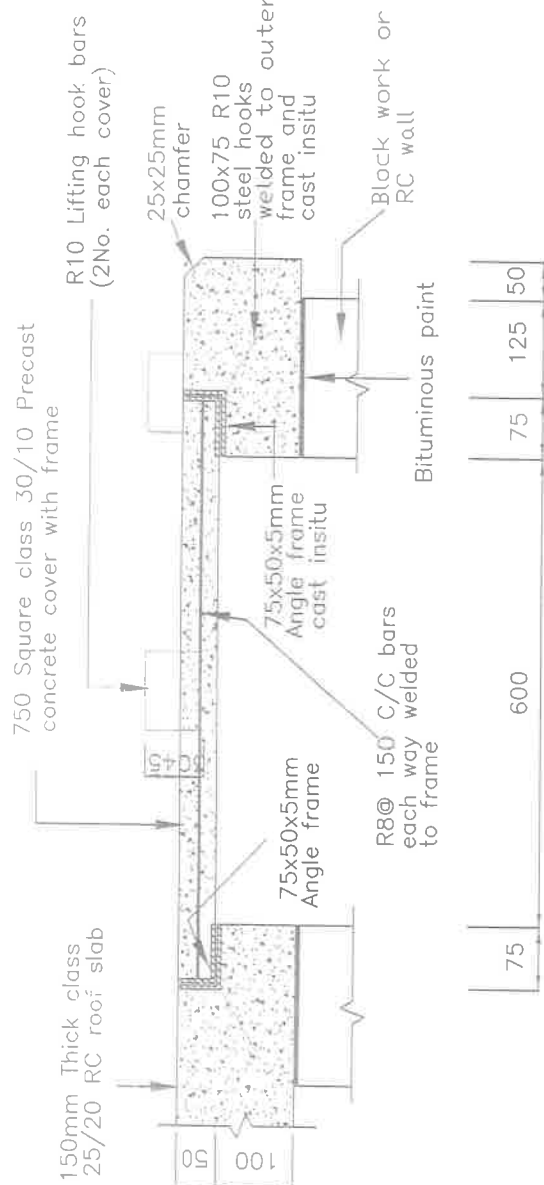 750 Square class 30/10 Precast
concrete cover with frame
R10 Lifting hook bars
(2No. each cover)
150mm Thick class
25/20 RC roof slab
25x25mm
chamfer
100x75 R10
steel hooks
welded to outer
frame and
cast insitu
Block work or
RC wall
75x50x5mm
Angle frame
75x50x5mm
Angle frame
cast insitu
R8@ 150 C/C bars
each way welded
to frame
Bituminous paint
50
100
75
600
75
125
50